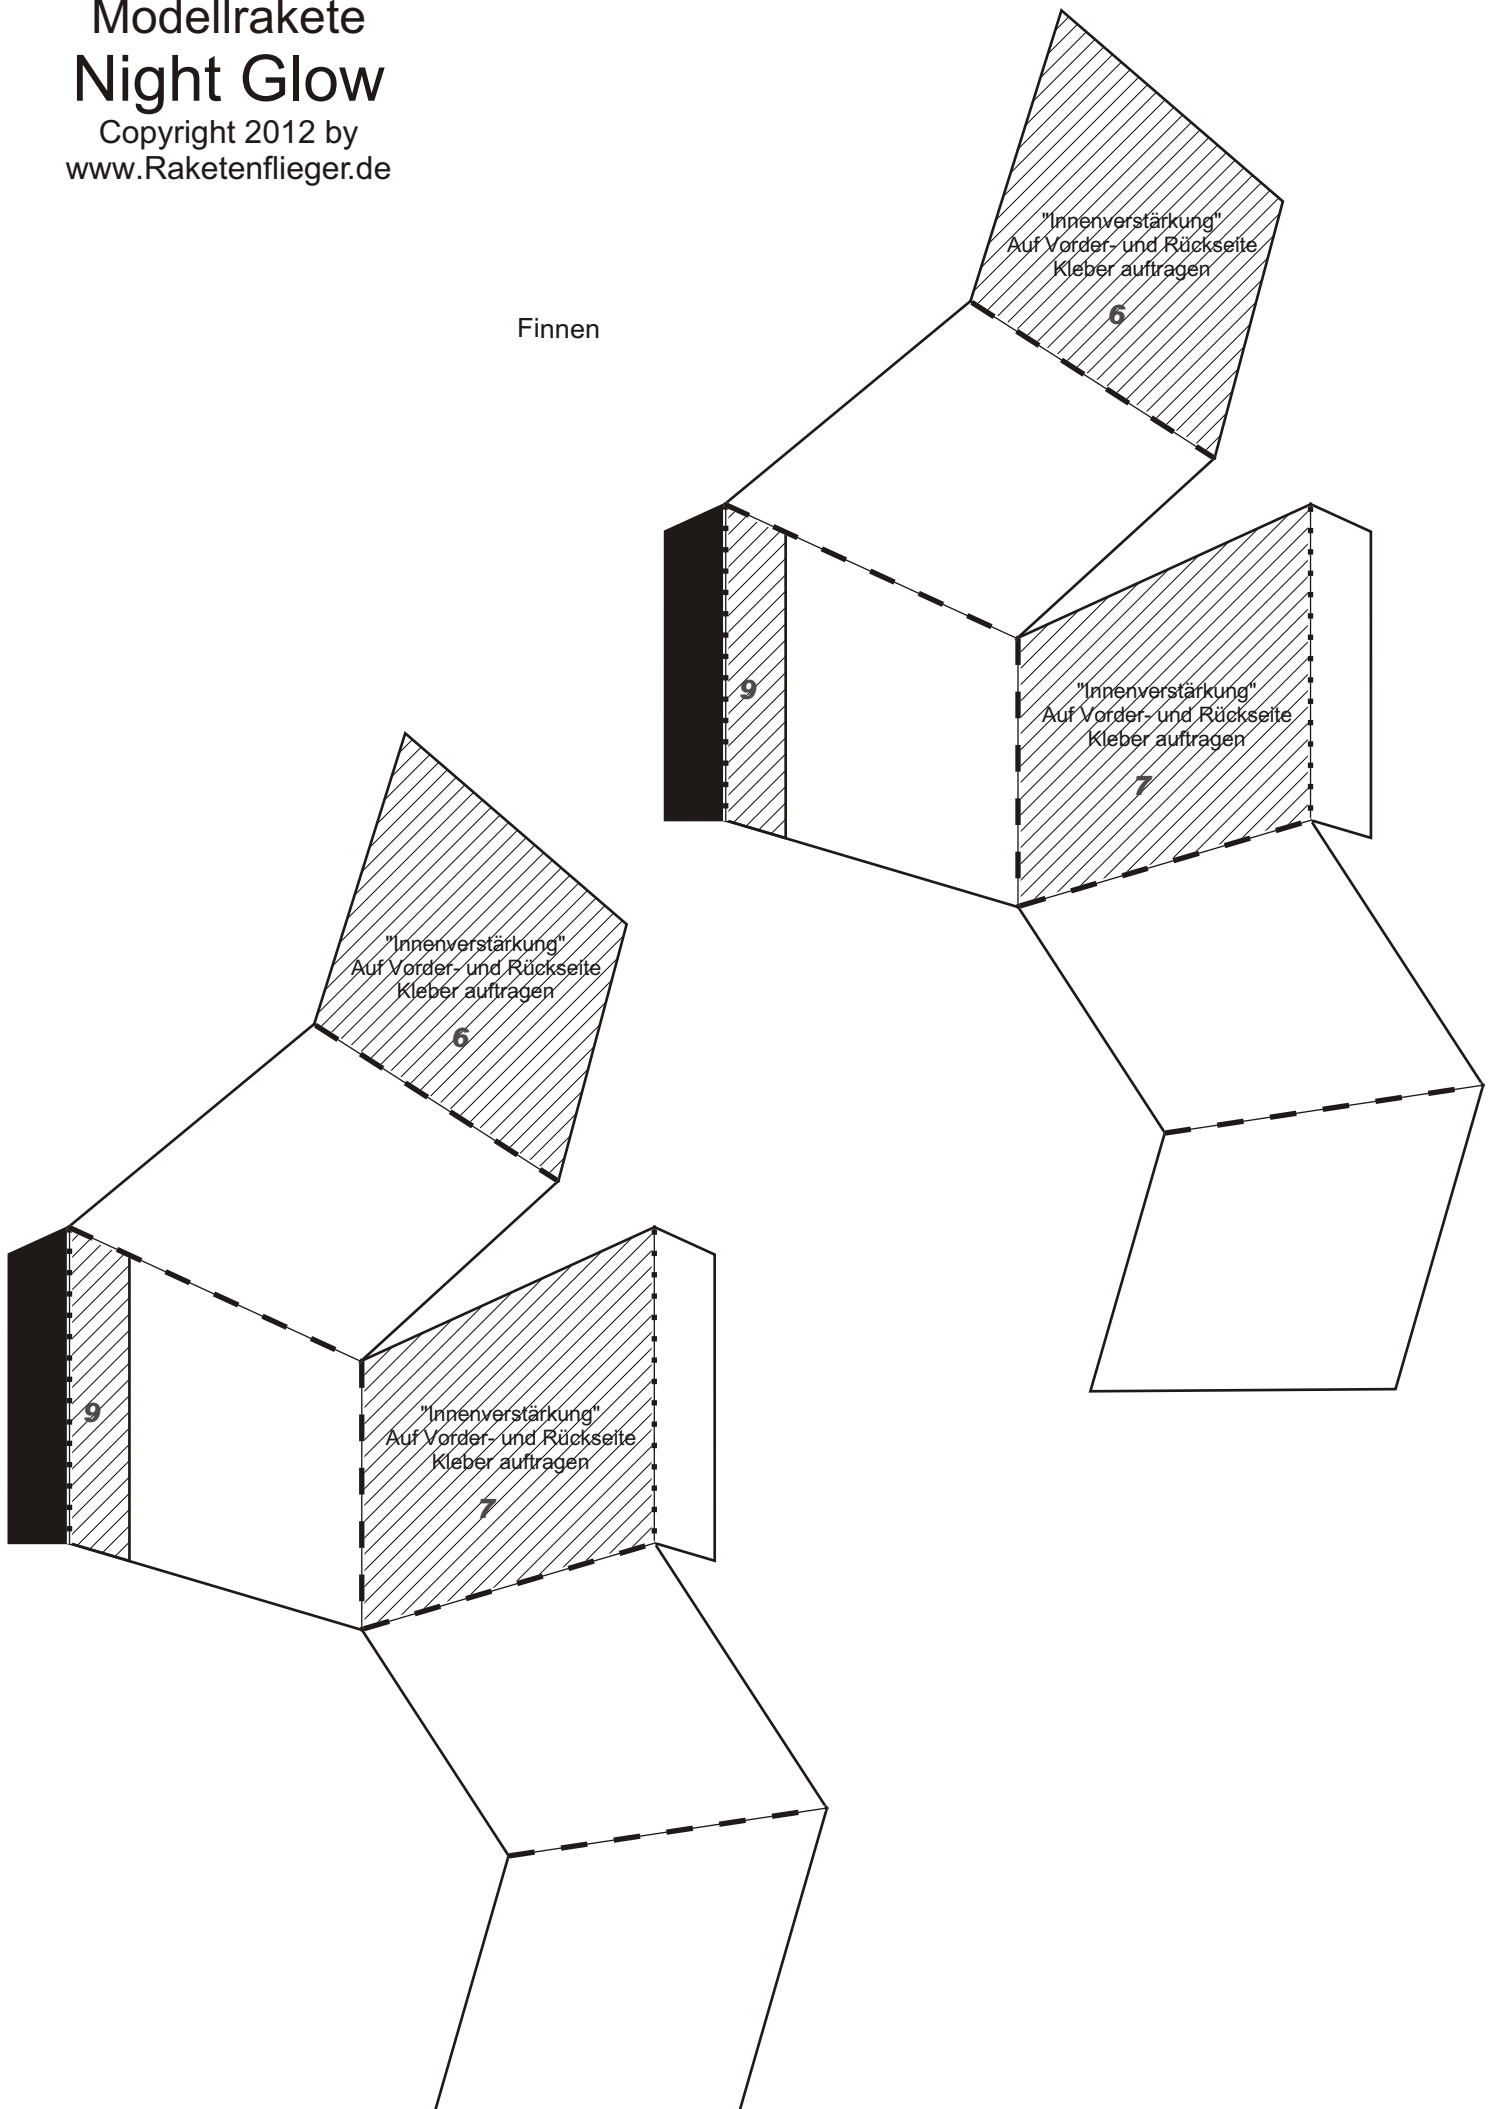 Modellrakete
Night Glow
Copyright 2012 by
www.Raketenflieger.de
"Innenverstärkung"
Auf Vorder- und Rückseite
Kleber auftragen
6
Finnen
9
"Innenverstärkung"
Auf Vorder- und Rückseite
Kleber auftragen
7
"Innenverstärkung"
Auf Vorder- und Rückseite
Kleber auftragen
6
9
"Innenverstärkung"
Auf Vorder- und Rückseite
Kleber auftragen
7